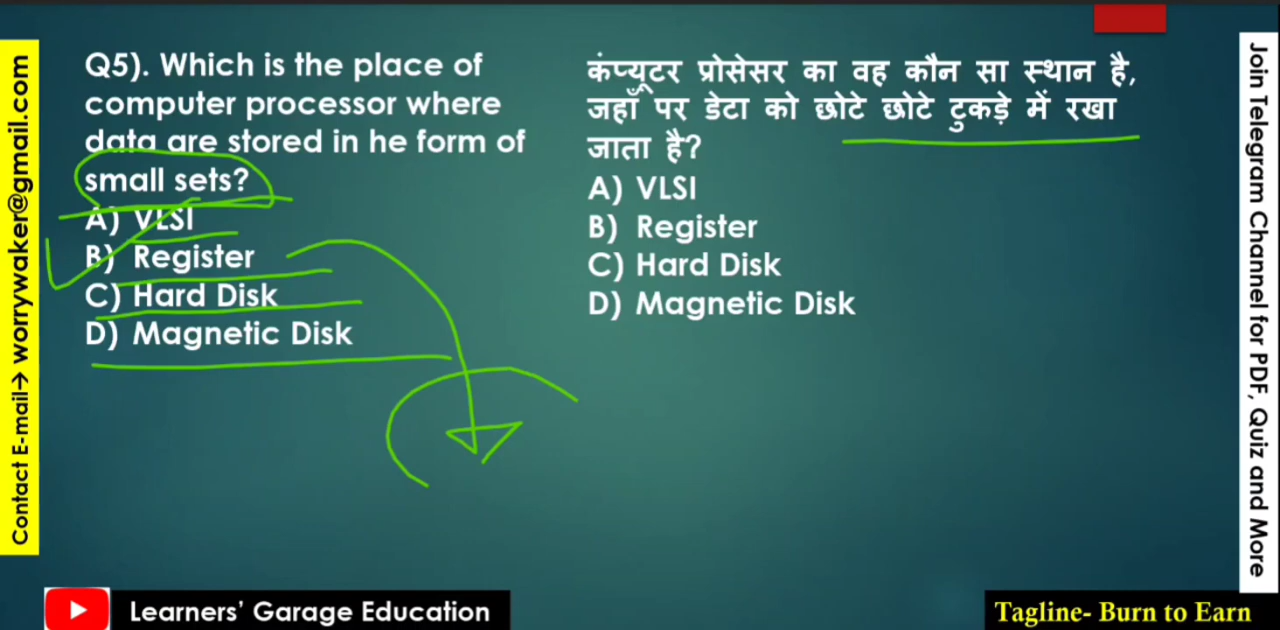 Q5). Which is the place of
computer processor where
data are stored in he form of
small sets?
A) VLSI
B) Register
C) Hard Disk
D) Magnetic Disk
कंप्यूटर प्रोसेसर का वह कौन सा स्थान है,
जहाँ पर डेटा को छोटे छोटे टुकड़े में रखा
जाता है?
A) VLSI
B) Register
C) Hard Disk
D) Magnetic Disk
Contact E-mail→ worrywaker@gmail.com
Join Telegram Channel for PDF, Quiz and More
Learners’ Garage Education
Tagline- Burn to Earn